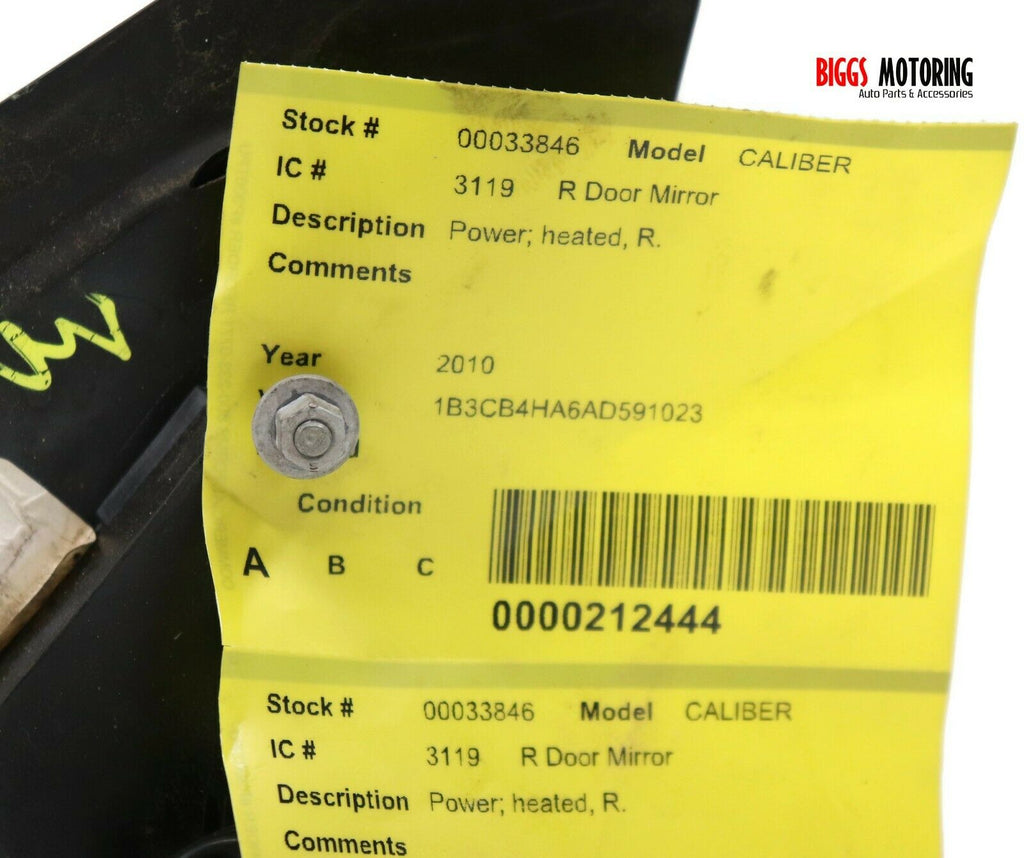 BIGGS MOTORING
Auto Parts & Accessories
Stock # 00033846 Model CALIBER
IC # 3119 R Door Mirror
Description Power; heated, R.
Comments
Year 2010
1B3CB4HA6AD591023
Condition
A B C
0000212444
Stock # 00033846 Model CALIBER
IC # 3119 R Door Mirror
Description Power; heated, R.
Comments